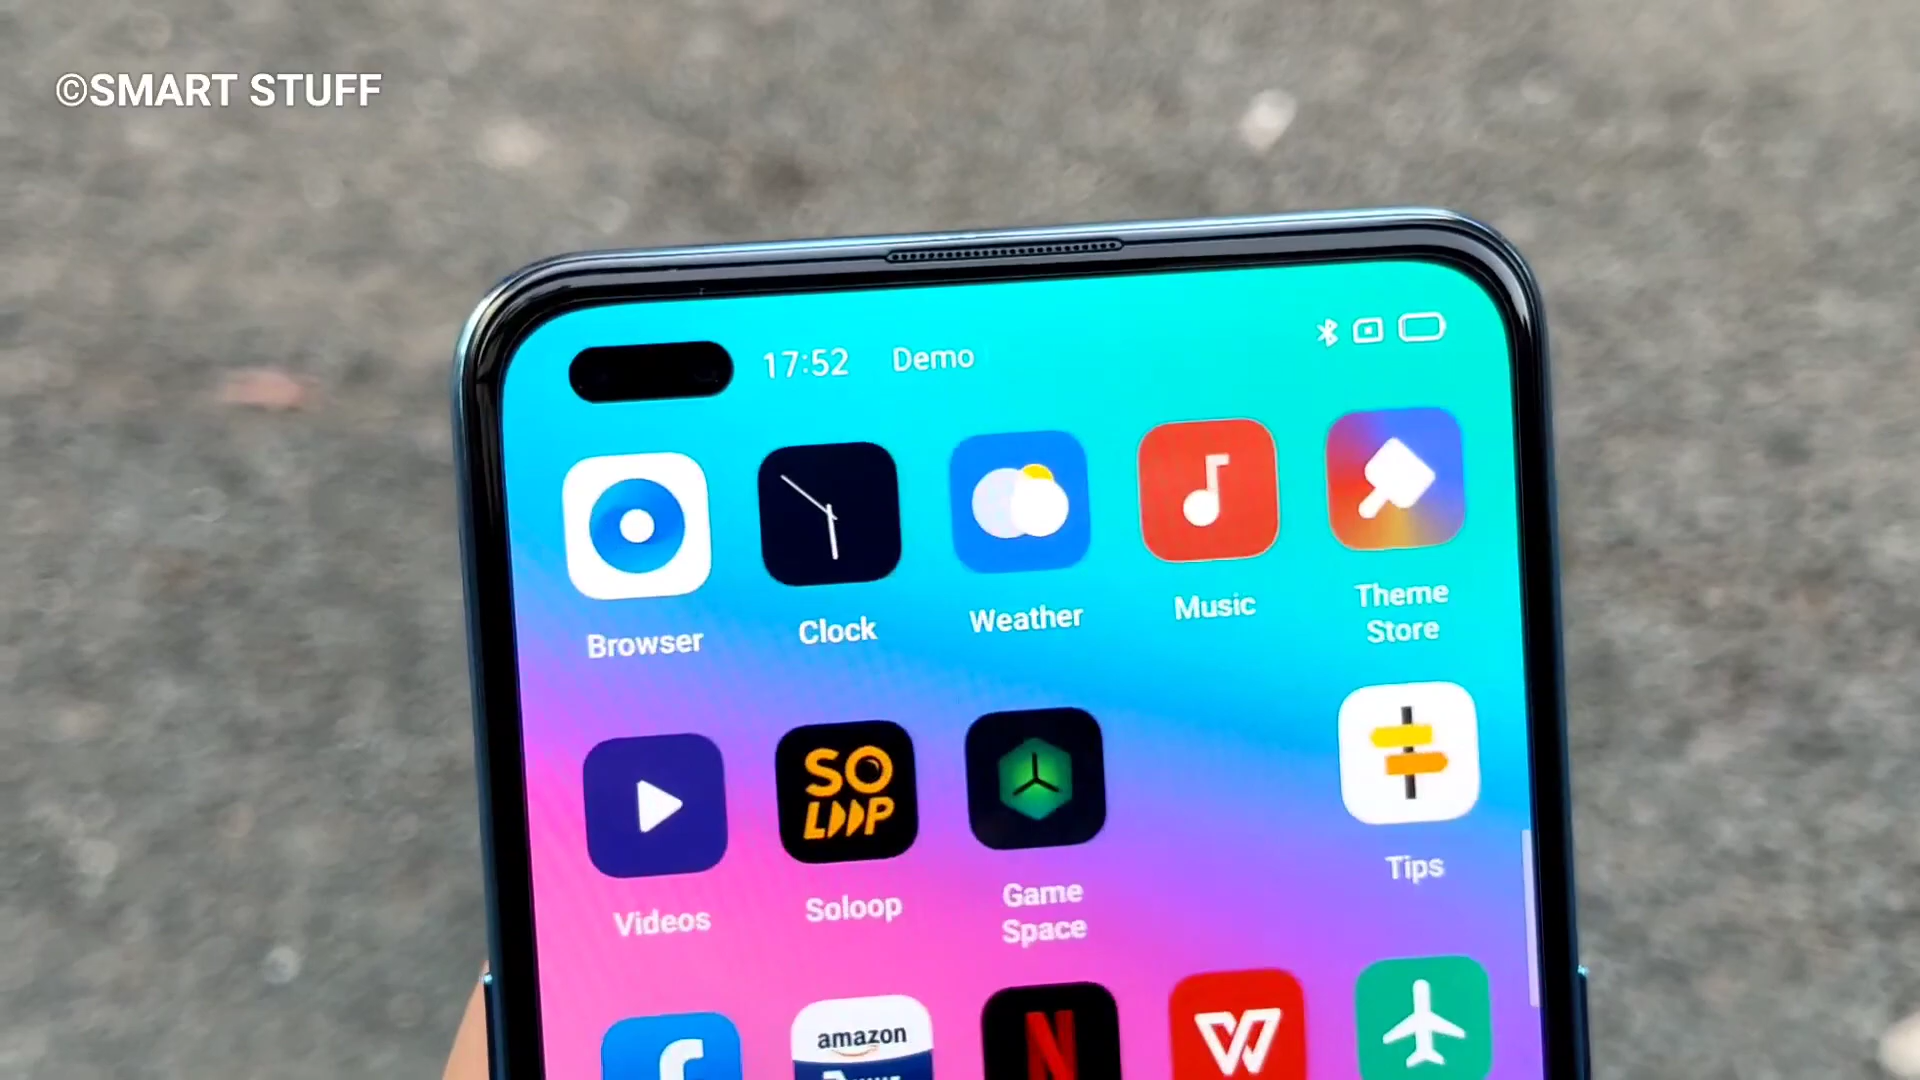 ©SMART STUFF
17:52 Demo
Browser
Clock
Weather
Music
Theme
Store
SO
LOOP
Videos
Soloop
Game
Space
Tips
amazon